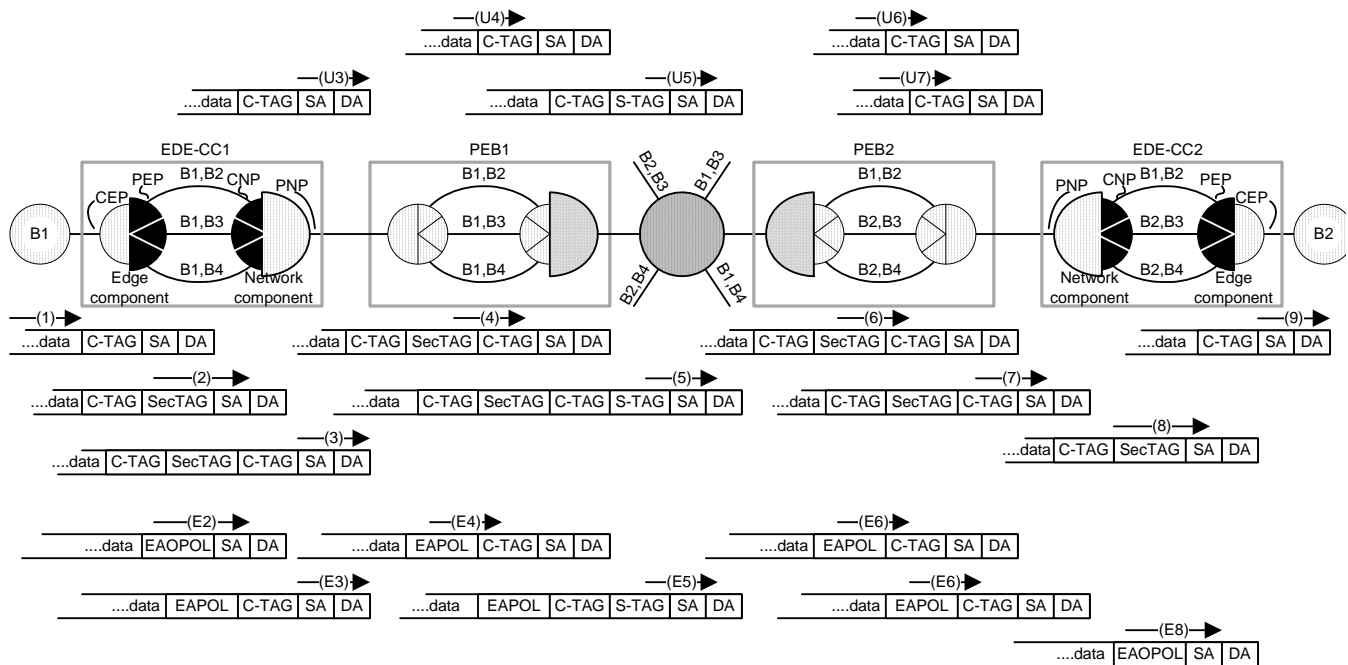 (U4)
....data C-TAG SA DA
(U6)
....data C-TAG SA DA
(U3)
....data C-TAG SA DA
(U5)
....data C-TAG S-TAG SA DA
(U7)
....data C-TAG SA DA
EDE-CC1
PEB1
PEB2
EDE-CC2
B1
CEP
PEP
B1,B2
CNP
PNP
B1,B3
B1,B4
Edge
component
Network
component
B1,B2
B1,B3
B1,B4
B2,B3
B1,B3
B2,B4
B1,B4
B1,B2
B2,B3
B2,B4
PNP
CNP
B1,B2
PEP
CEP
B2,B3
B2,B4
Network
component
Edge
component
B2
(1)
....data C-TAG SA DA
(4)
....data C-TAG SecTAG C-TAG SA DA
(6)
....data C-TAG SecTAG C-TAG SA DA
(9)
....data C-TAG SA DA
(2)
....data C-TAG SecTAG SA DA
(5)
....data C-TAG SecTAG C-TAG S-TAG SA DA
(7)
....data C-TAG SecTAG C-TAG SA DA
(8)
....data C-TAG SecTAG SA DA
(3)
....data C-TAG SecTAG C-TAG SA DA
(E2)
....data EAOPOL SA DA
(E4)
....data EAPOL C-TAG SA DA
(E6)
....data EAPOL C-TAG SA DA
(E3)
....data EAPOL C-TAG SA DA
(E5)
....data EAPOL C-TAG S-TAG SA DA
(E6)
....data EAPOL C-TAG SA DA
(E8)
....data EAOPOL SA DA